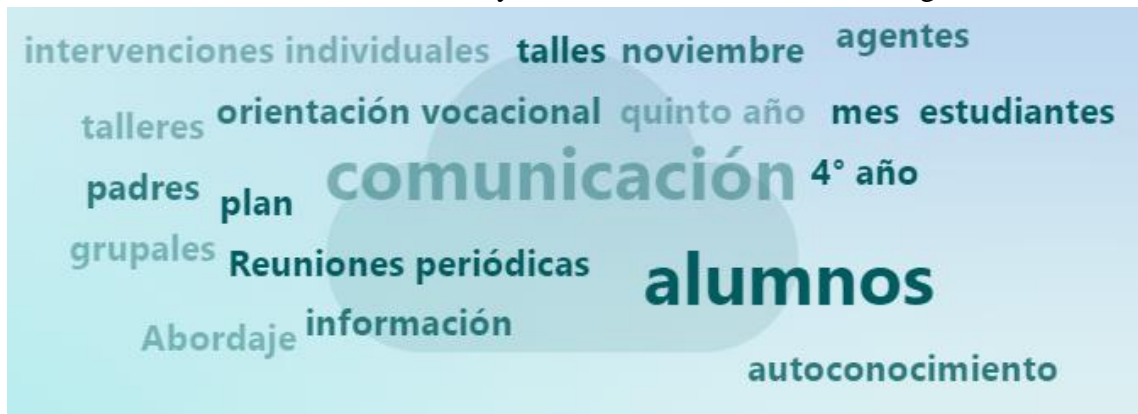 intervenciones individuales talles noviembre agentes
talleres orientación vocacional quinto año mes estudiantes
padres plan comunicación 4° año
grupales Reuniones periódicas alumnos
Abordaje información
autoconocimiento